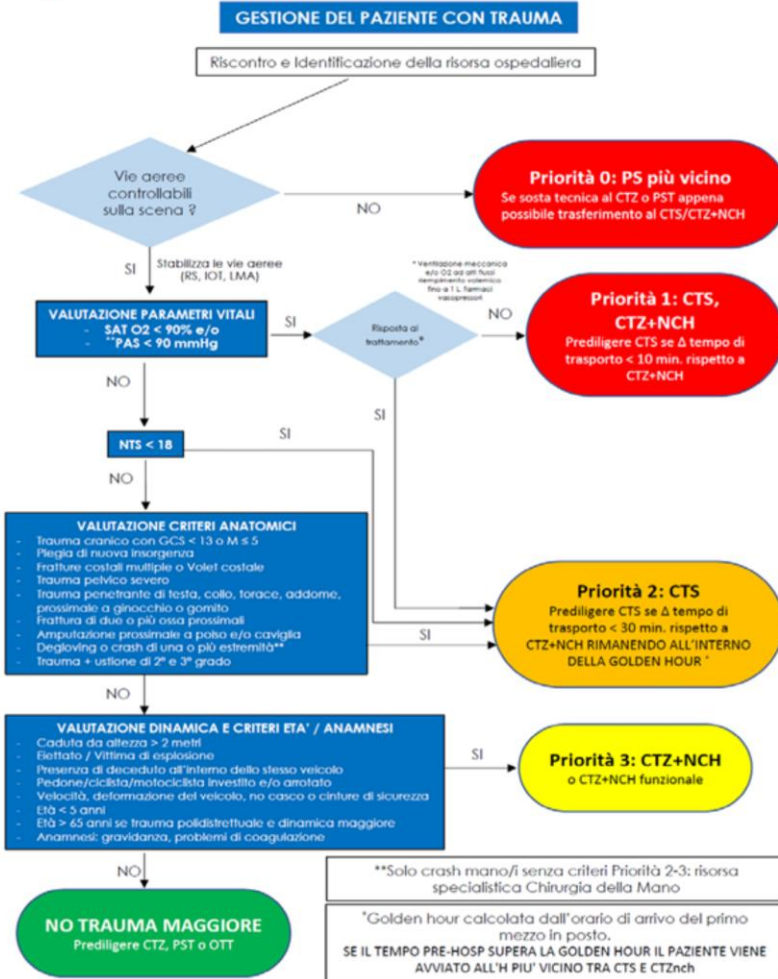 GESTIONE DEL PAZIENTE CON TRAUMA
Riscontro e Identificazione della risorsa ospedaliera
Vie aeree
controllabili
sulla scena ?
NO
Priorità 0: PS più vicino
Se sosta tecnica al CTZ o PST appena
possibile trasferimento al CTS/CTZ+NCH
SI
Stabilizza le vie aeree
(RS, IOT, LMA)
* Ventilazione meccanica
e/o O2 ad alti flussi
riempimento volemico
fino a 1 L, farmaci
vasopressori
VALUTAZIONE PARAMETRI VITALI
- SAT O2 < 90% e/o
- **PAS < 90 mmHg
SI
Risposta al
trattamento*
NO
Priorità 1: CTS,
CTZ+NCH
Prediligere CTS se Δ tempo di
trasporto < 10 min. rispetto a
CTZ+NCH
NO
SI
NTS < 18
SI
NO
VALUTAZIONE CRITERI ANATOMICI
- Trauma cranico con GCS < 13 o M ≤ 5
- Plegia di nuova insorgenza
- Fratture costali multiple o Volet costale
- Trauma pelvico severo
- Trauma penetrante di testa, collo, torace, addome,
prossimale a ginocchio o gomito
- Frattura di due o più ossa prossimali
- Amputazione prossimale a polso e/o caviglia
- Degloving o crash di una o più estremità**
- Trauma + ustione di 2° e 3° grado
SI
Priorità 2: CTS
Prediligere CTS se Δ tempo di
trasporto < 30 min. rispetto a
CTZ+NCH RIMANENDO ALL'INTERNO
DELLA GOLDEN HOUR °
NO
VALUTAZIONE DINAMICA E CRITERI ETA' / ANAMNESI
- Caduta da altezza > 2 metri
- Eiettato / Vittima di esplosione
- Presenza di deceduto all'interno dello stesso veicolo
- Pedone/ciclista/motociclista investito e/o arrotato
- Velocità, deformazione del veicolo, no casco o cinture di sicurezza
- Età < 5 anni
- Età > 65 anni se trauma polidistrettuale e dinamica maggiore
- Anamnesi: gravidanza, problemi di coagulazione
SI
Priorità 3: CTZ+NCH
o CTZ+NCH funzionale
NO
NO TRAUMA MAGGIORE
Prediligere CTZ, PST o OTT
**Solo crash mano/i senza criteri Priorità 2-3: risorsa
specialistica Chirurgia della Mano
°Golden hour calcolata dall'orario di arrivo del primo
mezzo in posto.
SE IL TEMPO PRE-HOSP SUPERA LA GOLDEN HOUR IL PAZIENTE VIENE
AVVIATO ALL'H PIU' VICINO TRA CTS E CTZnch